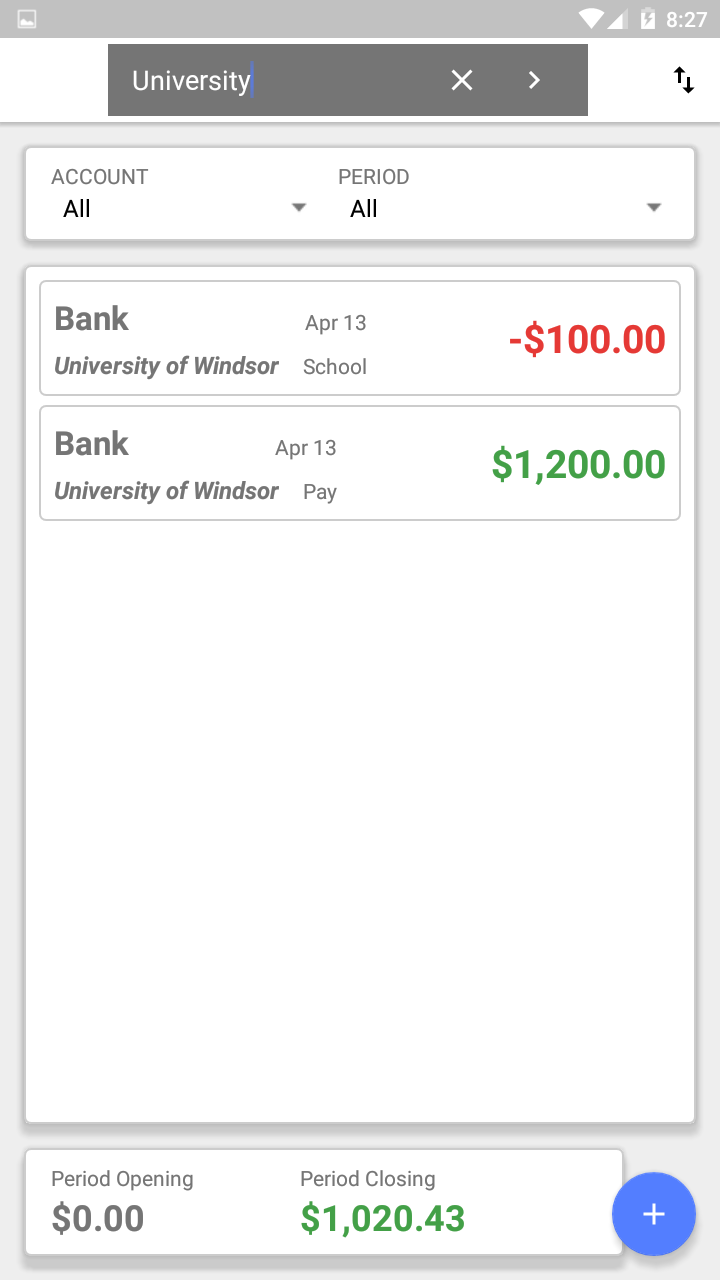 8:27
University
ACCOUNT PERIOD
All All
Bank Apr 13 -$100.00
University of Windsor School
Bank Apr 13 $1,200.00
University of Windsor Pay
Period Opening Period Closing
$0.00 $1,020.43
+